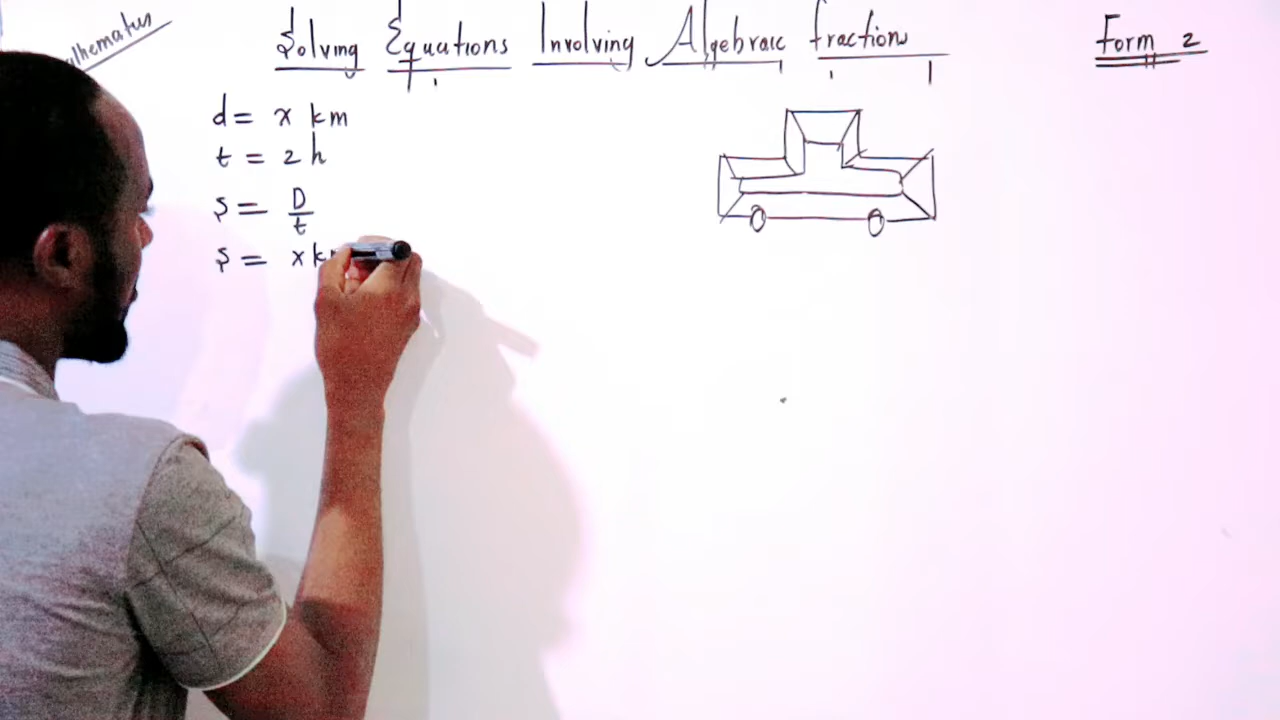 Solving Equations Involving Algebraic fractions
Form 2
d = x km
t = 2 h
S = D/t
S = x k